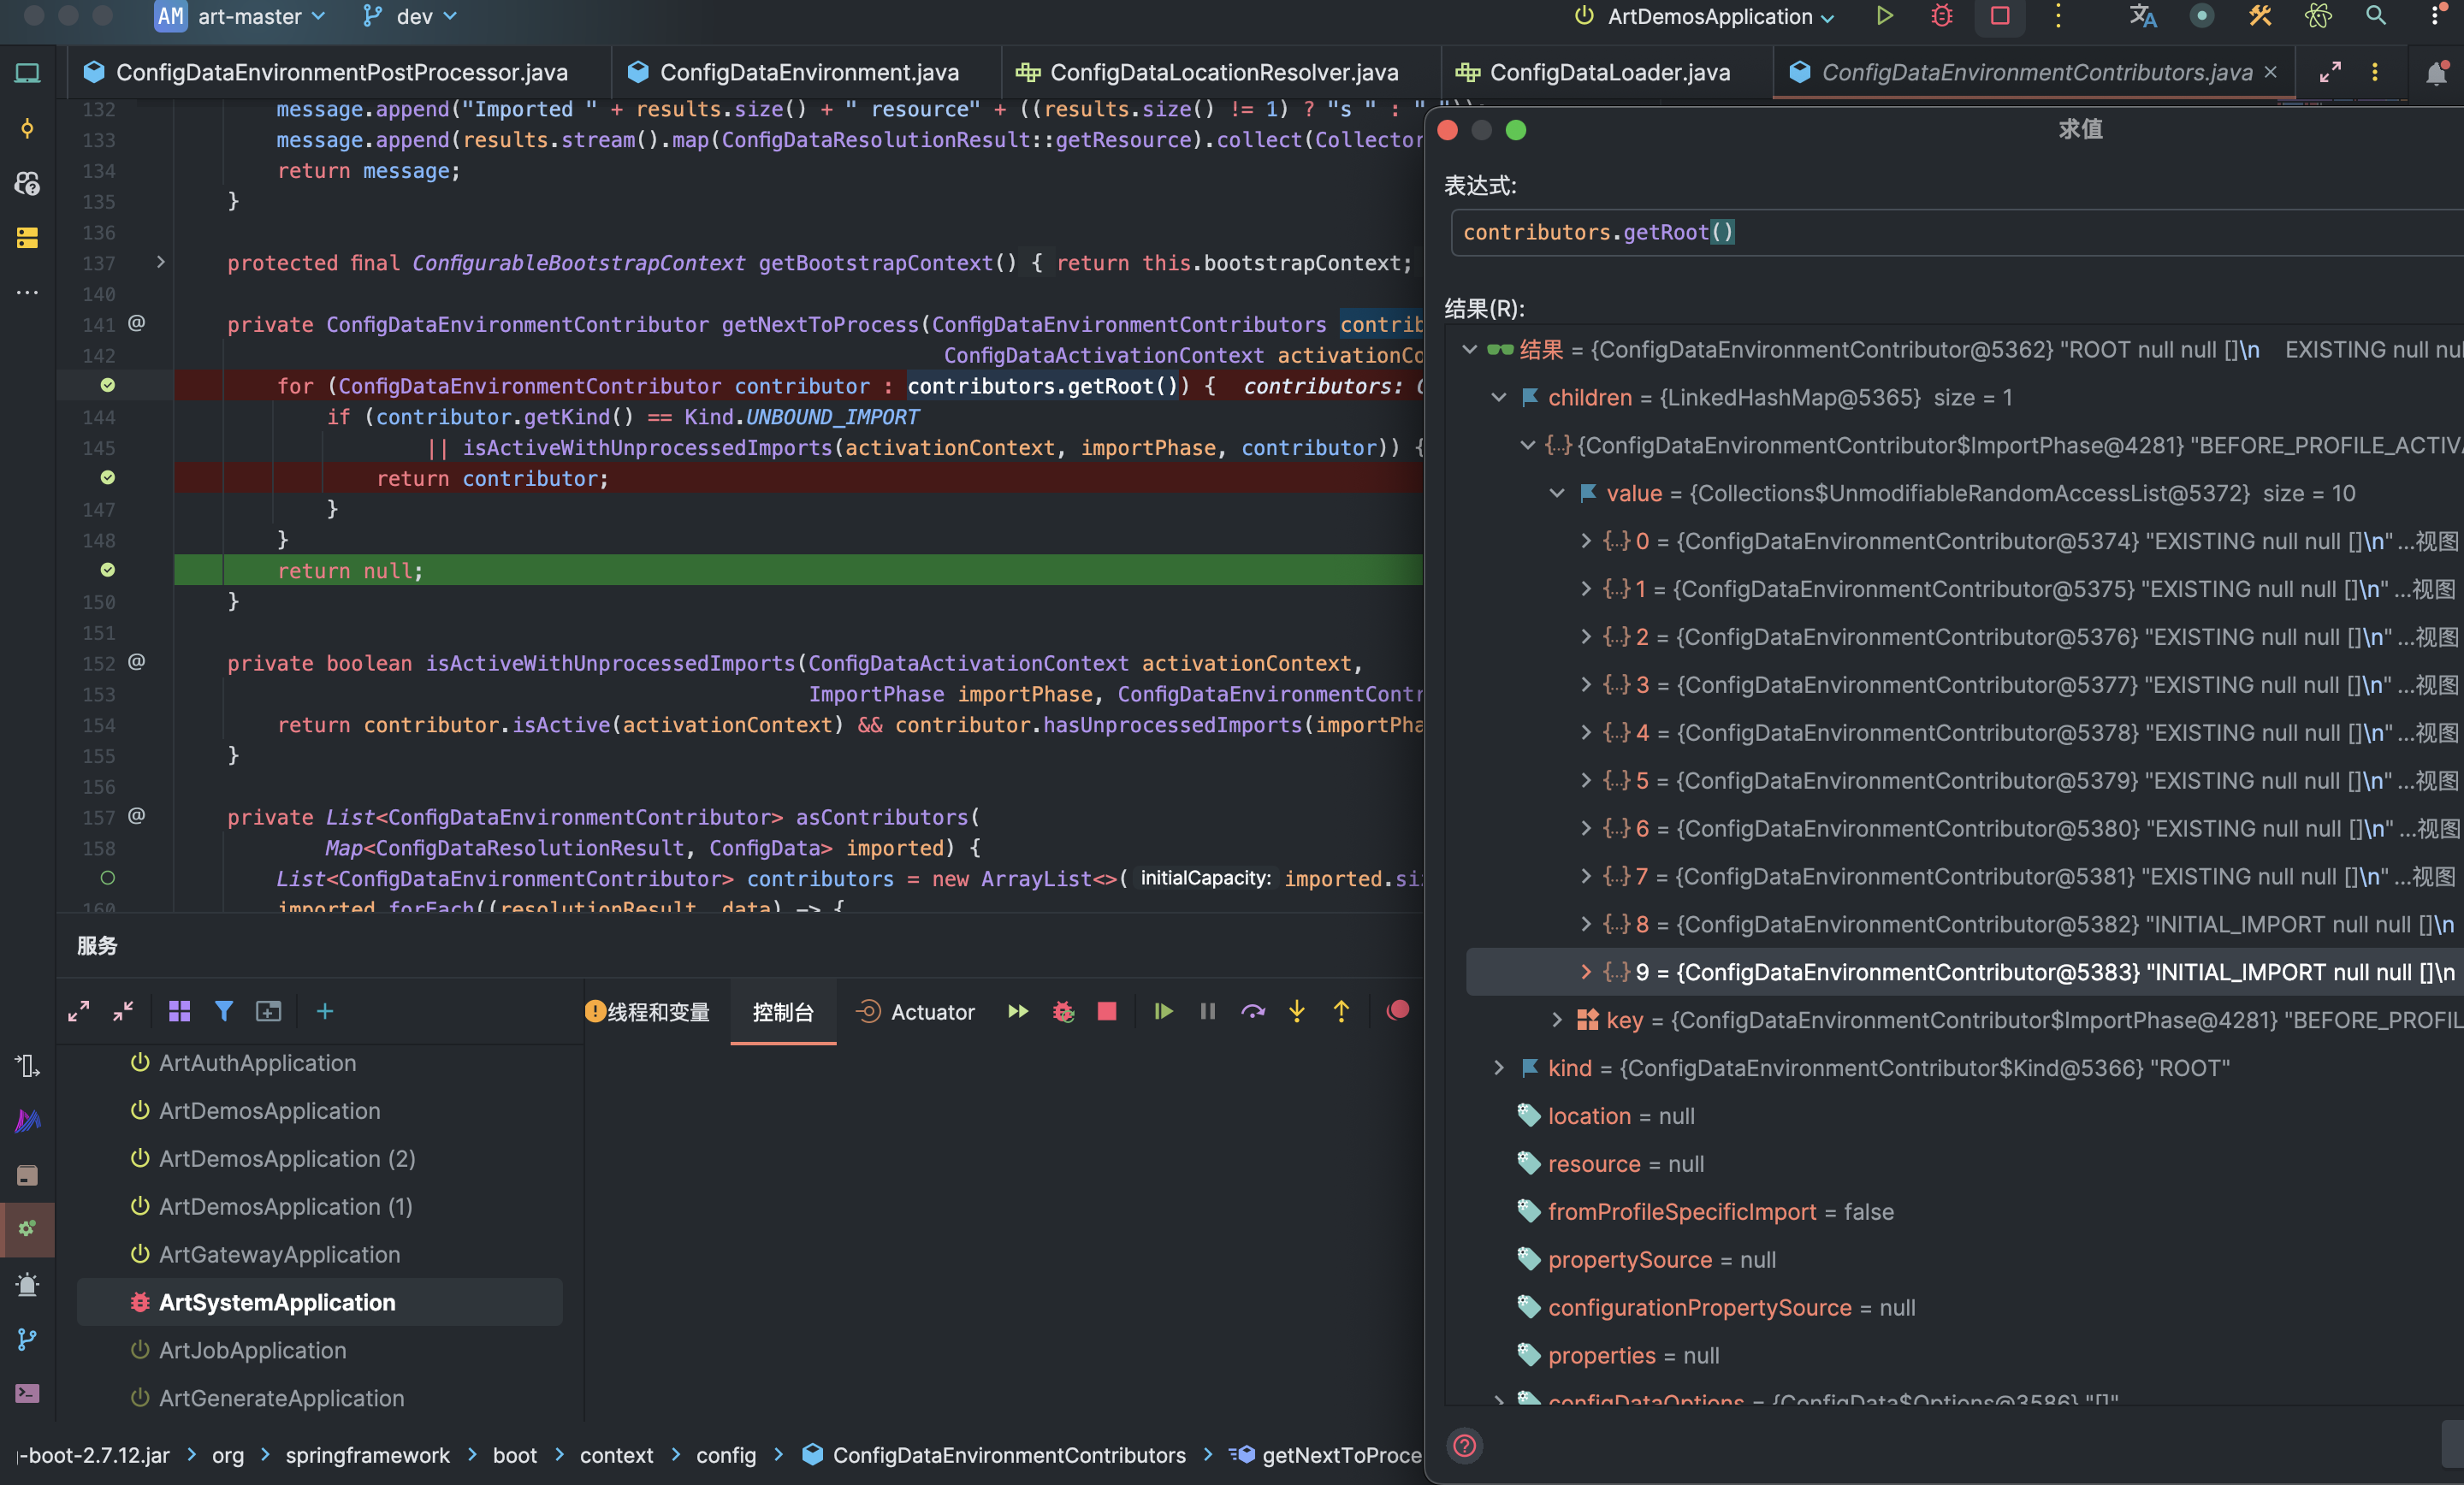 AM art-master dev ArtDemosApplication
ConfigDataEnvironmentPostProcessor.java ConfigDataEnvironment.java ConfigDataLocationResolver.java ConfigDataLoader.java ConfigDataEnvironmentContributors.java
132 message.append("Imported " + results.size() + " resource" + ((results.size() != 1) ? "s " : "
133 message.append(results.stream().map(ConfigDataResolutionResult::getResource).collect(Collector
134 return message;
135 }
136
137 protected final ConfigurableBootstrapContext getBootstrapContext() { return this.bootstrapContext;
140
141 @ private ConfigDataEnvironmentContributor getNextToProcess(ConfigDataEnvironmentContributors contrib
142 ConfigDataActivationContext activationCo
for (ConfigDataEnvironmentContributor contributor : contributors.getRoot()) { contributors:
144 if (contributor.getKind() == Kind.UNBOUND_IMPORT
145 || isActiveWithUnprocessedImports(activationContext, importPhase, contributor)) {
return contributor;
147 }
148 }
return null;
150 }
151
152 @ private boolean isActiveWithUnprocessedImports(ConfigDataActivationContext activationContext,
153 ImportPhase importPhase, ConfigDataEnvironmentContr
154 return contributor.isActive(activationContext) && contributor.hasUnprocessedImports(importPha
155 }
156
157 @ private List<ConfigDataEnvironmentContributor> asContributors(
158 Map<ConfigDataResolutionResult, ConfigData> imported) {
List<ConfigDataEnvironmentContributor> contributors = new ArrayList<>( initialCapacity: imported.si
160 imported.forEach((resolutionResult, data) -> {
求值
表达式:
contributors.getRoot()
结果(R):
结果 = {ConfigDataEnvironmentContributor@5362} "ROOT null null []\n EXISTING null nul
children = {LinkedHashMap@5365} size = 1
{ConfigDataEnvironmentContributor$ImportPhase@4281} "BEFORE_PROFILE_ACTIVA
value = {Collections$UnmodifiableRandomAccessList@5372} size = 10
0 = {ConfigDataEnvironmentContributor@5374} "EXISTING null null []\n" ...视图
1 = {ConfigDataEnvironmentContributor@5375} "EXISTING null null []\n" ...视图
2 = {ConfigDataEnvironmentContributor@5376} "EXISTING null null []\n" ...视图
3 = {ConfigDataEnvironmentContributor@5377} "EXISTING null null []\n" ...视图
4 = {ConfigDataEnvironmentContributor@5378} "EXISTING null null []\n" ...视图
5 = {ConfigDataEnvironmentContributor@5379} "EXISTING null null []\n" ...视图
6 = {ConfigDataEnvironmentContributor@5380} "EXISTING null null []\n" ...视图
7 = {ConfigDataEnvironmentContributor@5381} "EXISTING null null []\n" ...视图
8 = {ConfigDataEnvironmentContributor@5382} "INITIAL_IMPORT null null []\n
9 = {ConfigDataEnvironmentContributor@5383} "INITIAL_IMPORT null null []\n
key = {ConfigDataEnvironmentContributor$ImportPhase@4281} "BEFORE_PROFIL
kind = {ConfigDataEnvironmentContributor$Kind@5366} "ROOT"
location = null
resource = null
fromProfileSpecificImport = false
propertySource = null
configurationPropertySource = null
properties = null
configDataOptions = {ConfigData$Options@3586} "[]"
服务
线程和变量 控制台 Actuator
ArtAuthApplication
ArtDemosApplication
ArtDemosApplication (2)
ArtDemosApplication (1)
ArtGatewayApplication
ArtSystemApplication
ArtJobApplication
ArtGenerateApplication
-boot-2.7.12.jar > org > springframework > boot > context > config > ConfigDataEnvironmentContributors > getNextToProce